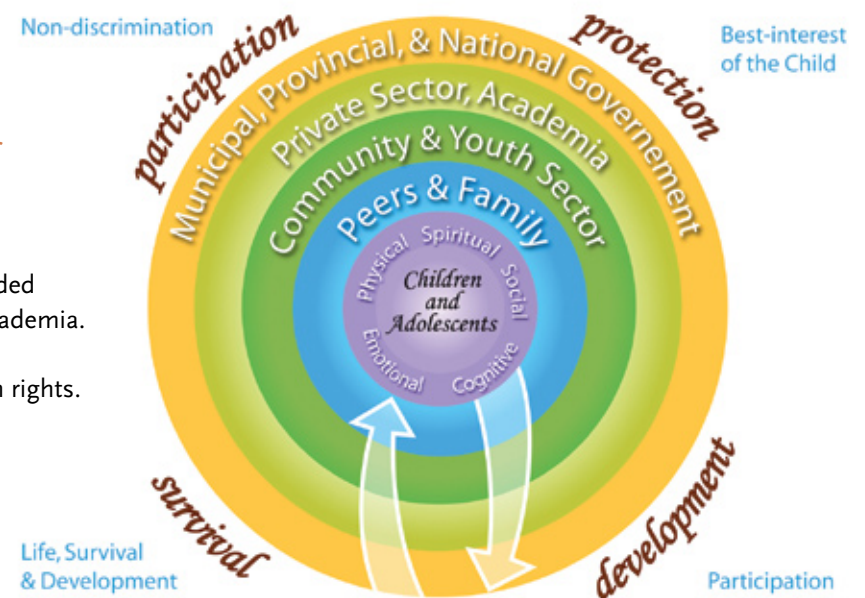 Non-discrimination
participation
protection
Best-interest
of the Child
Municipal, Provincial, & National Governement
Private Sector, Academia
Community & Youth Sector
Peers & Family
Physical Spiritual Social
Children
and
Adolescents
Emotional Cognitive
ademia.
rights.
survival
development
Life, Survival
& Development
Participation